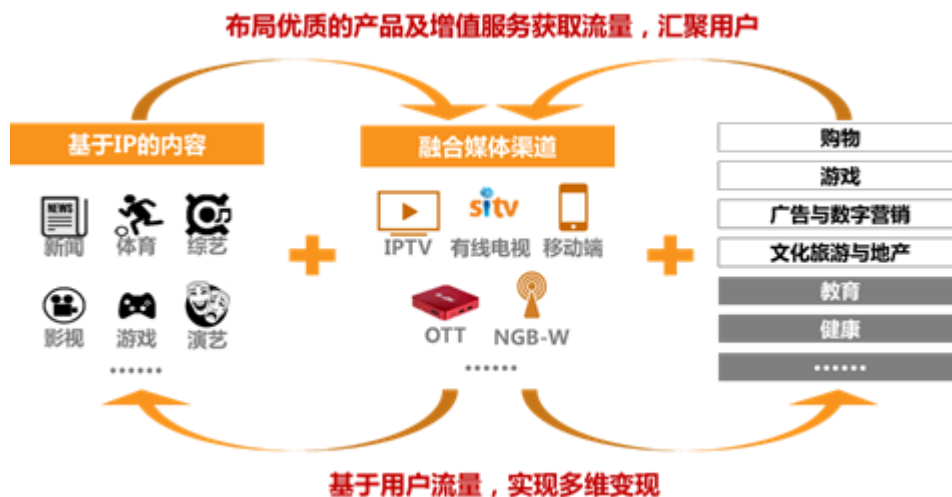 布局优质的产品及增值服务获取流量，汇聚用户
基于IP的内容
融合媒体渠道
购物
游戏
广告与数字营销
文化旅游与地产
教育
健康
......
NEWS
新闻
体育
综艺
影视
游戏
演艺
......
sitv
IPTV
有线电视
移动端
OTT
NGB-W
......
基于用户流量，实现多维变现